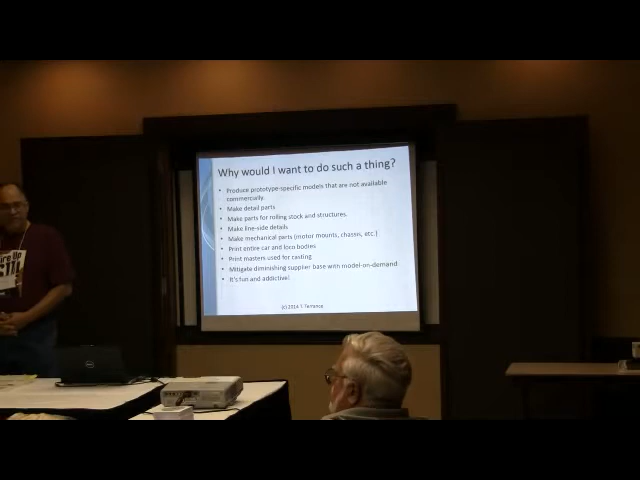 Why would I want to do such a thing?
• Produce prototype-specific models that are not available
commercially.
• Make detail parts
• Make parts for rolling stock and structures.
• Make line-side details
• Make mechanical parts (motor mounts, chassis, etc.)
• Print entire car and loco bodies
• Print masters used for casting
• Mitigate diminishing supplier base with model-on-demand
• It's fun and addictive!
(c) 2014 T Terrance